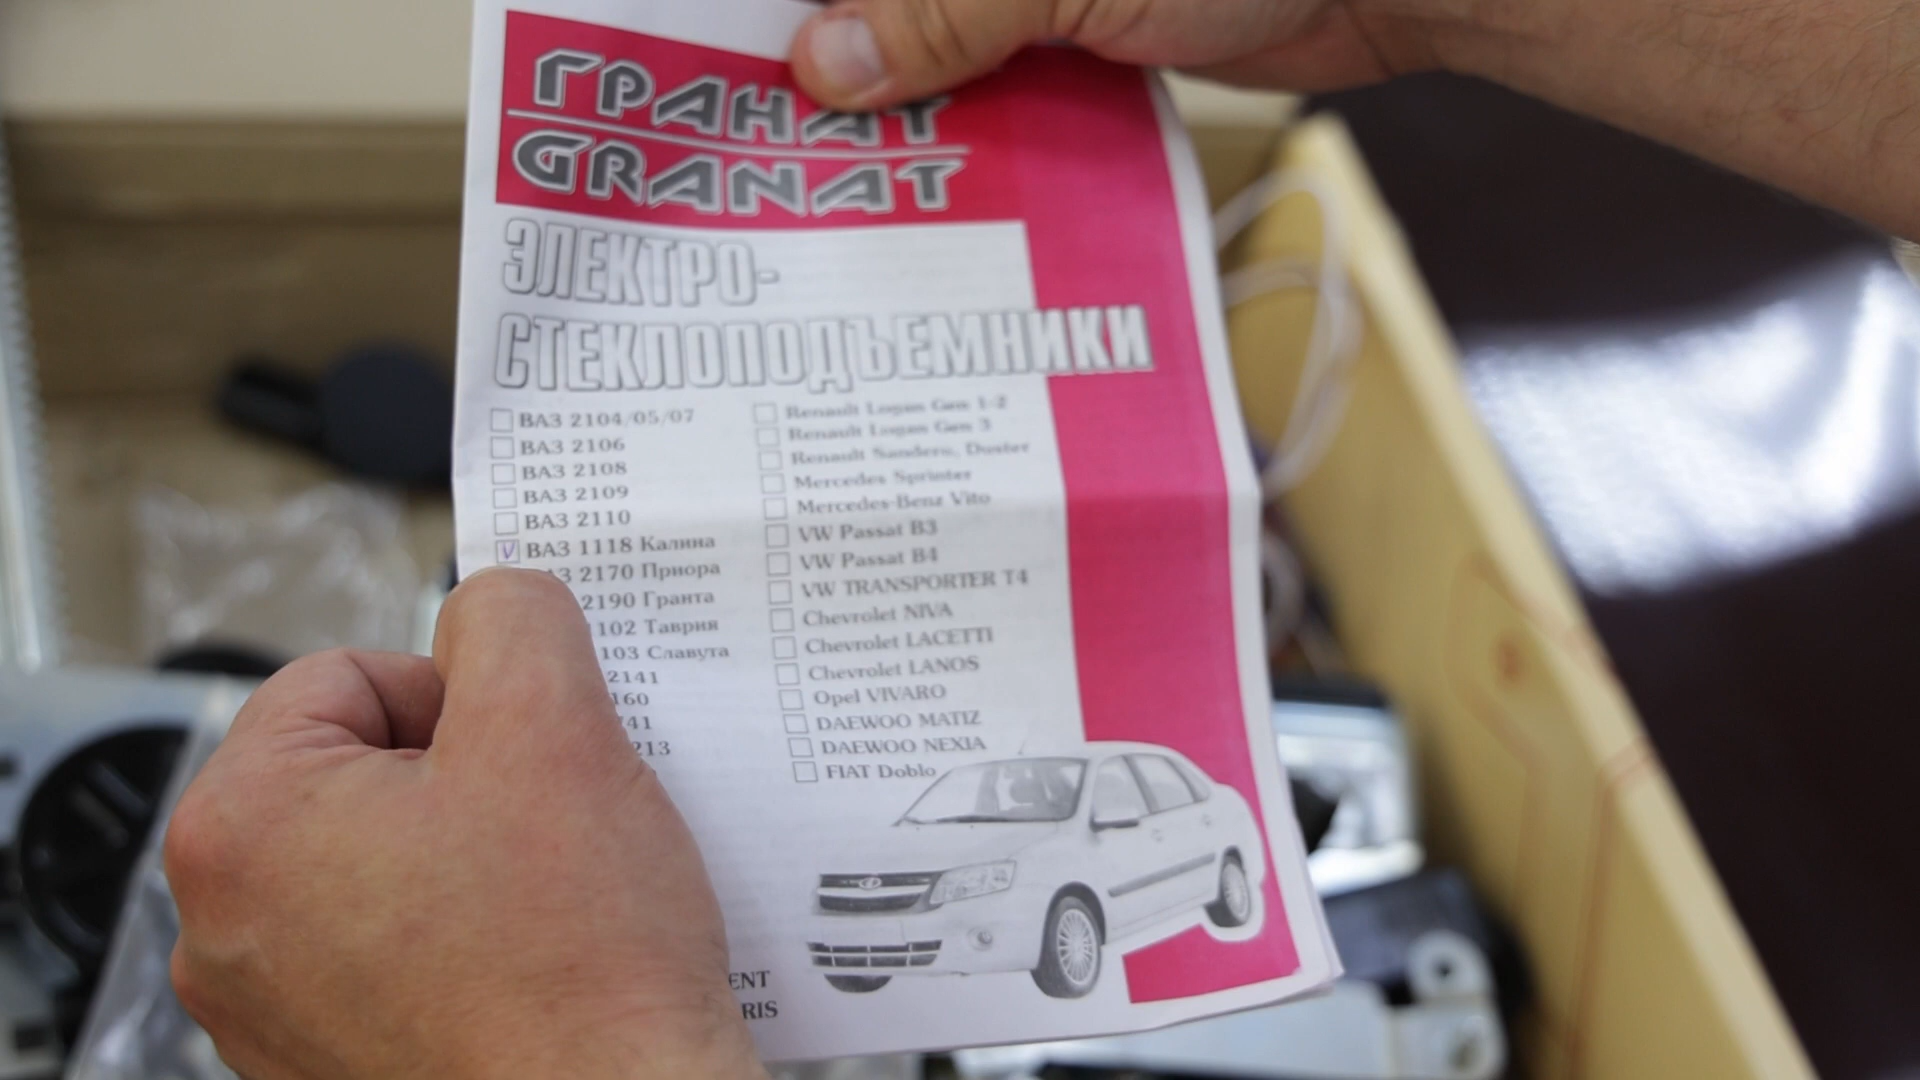 ГРАНАТ
GRANAT
ЭЛЕКТРО-
СТЕКЛОПОДЪЕМНИКИ
ВАЗ 2104/05/07
ВАЗ 2106
ВАЗ 2108
ВАЗ 2109
ВАЗ 2110
V ВАЗ 1118 Калина
2170 Приора
2190 Гранта
102 Таврия
103 Славута
2141
160
41
213
Renault Logan Gen 1-2
Renault Logan Gen 3
Renault Sandero, Duster
Mercedes Sprinter
Mercedes-Benz Vito
VW Passat B3
VW Passat B4
VW TRANSPORTER T4
Chevrolet NIVA
Chevrolet LACETTI
Chevrolet LANOS
Opel VIVARO
DAEWOO MATIZ
DAEWOO NEXIA
FIAT Doblo
ENT
RIS